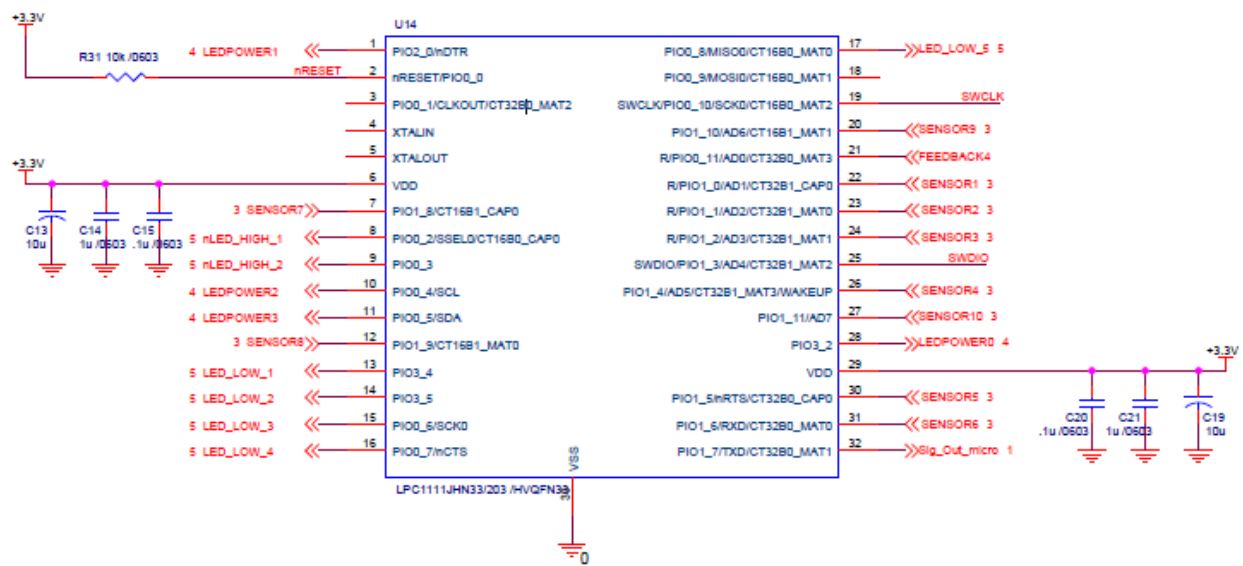 +3.3V
U14
R31 10k /0603
nRESET
4 LEDPOWER1
1 PIO2_0/nDTR
2 nRESET/PIO0_0
3 PIO0_1/CLKOUT/CT32B0_MAT2
4 XTALIN
5 XTALOUT
+3.3V
6 VDD
C13
10u
C14
1u /0603
C15
.1u /0603
3 SENSOR7 7 PIO1_8/CT16B1_CAP0
5 nLED_HIGH_1 8 PIO0_2/SSEL0/CT16B0_CAP0
5 nLED_HIGH_2 9 PIO0_3
4 LEDPOWER2 10 PIO0_4/SCL
4 LEDPOWER3 11 PIO0_5/SDA
3 SENSOR8 12 PIO1_9/CT16B1_MAT0
5 LED_LOW_1 13 PIO3_4
5 LED_LOW_2 14 PIO3_5
5 LED_LOW_3 15 PIO0_6/SCK0
5 LED_LOW_4 16 PIO0_7/nCTS
PIO0_8/MISO0/CT16B0_MAT0 17 LED_LOW_5 5
PIO0_9/MOSI0/CT16B0_MAT1 18
SWCLK/PIO0_10/SCK0/CT16B0_MAT2 19 SWCLK
PIO1_10/AD6/CT16B1_MAT1 20 SENSOR9 3
R/PIO0_11/AD0/CT32B0_MAT3 21 FEEDBACK4
R/PIO1_0/AD1/CT32B1_CAP0 22 SENSOR1 3
R/PIO1_1/AD2/CT32B1_MAT0 23 SENSOR2 3
R/PIO1_2/AD3/CT32B1_MAT1 24 SENSOR3 3
SWDIO/PIO1_3/AD4/CT32B1_MAT2 25 SWDIO
PIO1_4/AD5/CT32B1_MAT3/WAKEUP 26 SENSOR4 3
PIO1_11/AD7 27 SENSOR10 3
PIO3_2 28 LEDPOWER0 4
VDD 29
+3.3V
PIO1_5/nRTS/CT32B0_CAP0 30 SENSOR5 3
PIO1_6/RXD/CT32B0_MAT0 31 SENSOR6 3
PIO1_7/TXD/CT32B0_MAT1 32 Sig_Out_micro 1
C20
.1u /0603
C21
1u /0603
C19
10u
VSS
LPC1111JHN33/203 /HVQFN33
0